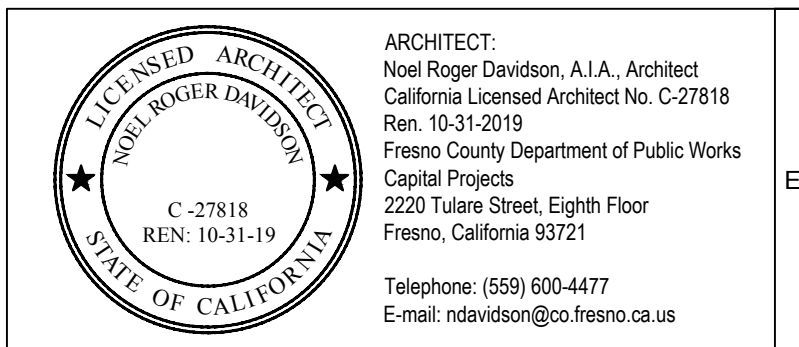 LICENSED ARCHITECT
NOEL ROGER DAVIDSON
C -27818
REN: 10-31-19
STATE OF CALIFORNIA
ARCHITECT:
Noel Roger Davidson, A.I.A., Architect
California Licensed Architect No. C-27818
Ren. 10-31-2019
Fresno County Department of Public Works
Capital Projects
2220 Tulare Street, Eighth Floor
Fresno, California 93721
Telephone: (559) 600-4477
E-mail: ndavidson@co.fresno.ca.us
E